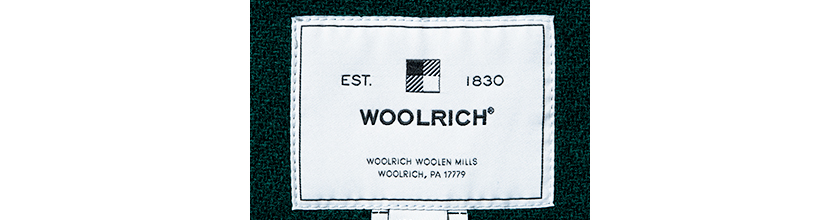 EST. 1830
WOOLRICH®
WOOLRICH WOOLEN MILLS
WOOLRICH, PA 17779